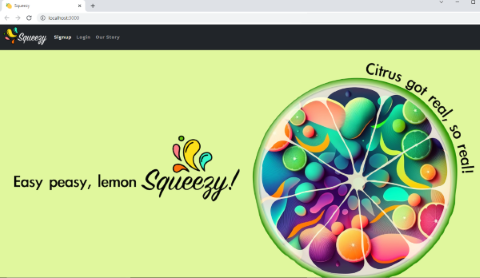 Squeezy
localhost:3000
Squeezy Signup Login Our Story
Citrus got real, so real!
Easy peasy, lemon Squeezy!